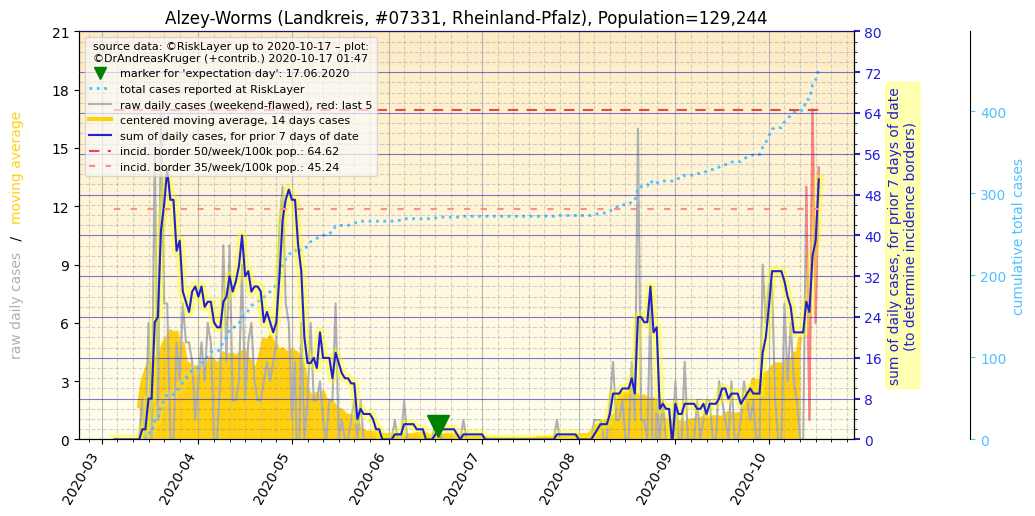 Alzey-Worms (Landkreis, #07331, Rheinland-Pfalz), Population=129,244
source data: ©RiskLayer up to 2020-10-17 – plot:
©DrAndreasKruger (+contrib.) 2020-10-17 01:47
marker for 'expectation day': 17.06.2020
total cases reported at RiskLayer
raw daily cases (weekend-flawed), red: last 5
centered moving average, 14 days cases
sum of daily cases, for prior 7 days of date
incid. border 50/week/100k pop.: 64.62
incid. border 35/week/100k pop.: 45.24
raw daily cases / moving average
21
18
15
12
9
6
3
0
2020-03
2020-04
2020-05
2020-06
2020-07
2020-08
2020-09
2020-10
80
72
64
56
48
40
32
24
16
8
0
sum of daily cases, for prior 7 days of date
(to determine incidence borders)
400
300
200
100
0
cumulative total cases